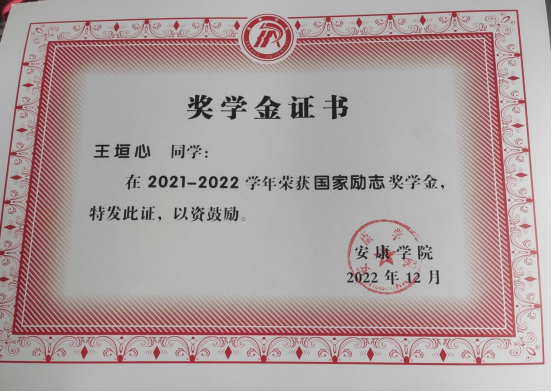 奖学金证书
王垣心 同学:
在 2021-2022 学年荣获国家励志奖学金,
特发此证, 以资鼓励。
安康学院
2022 年 12 月